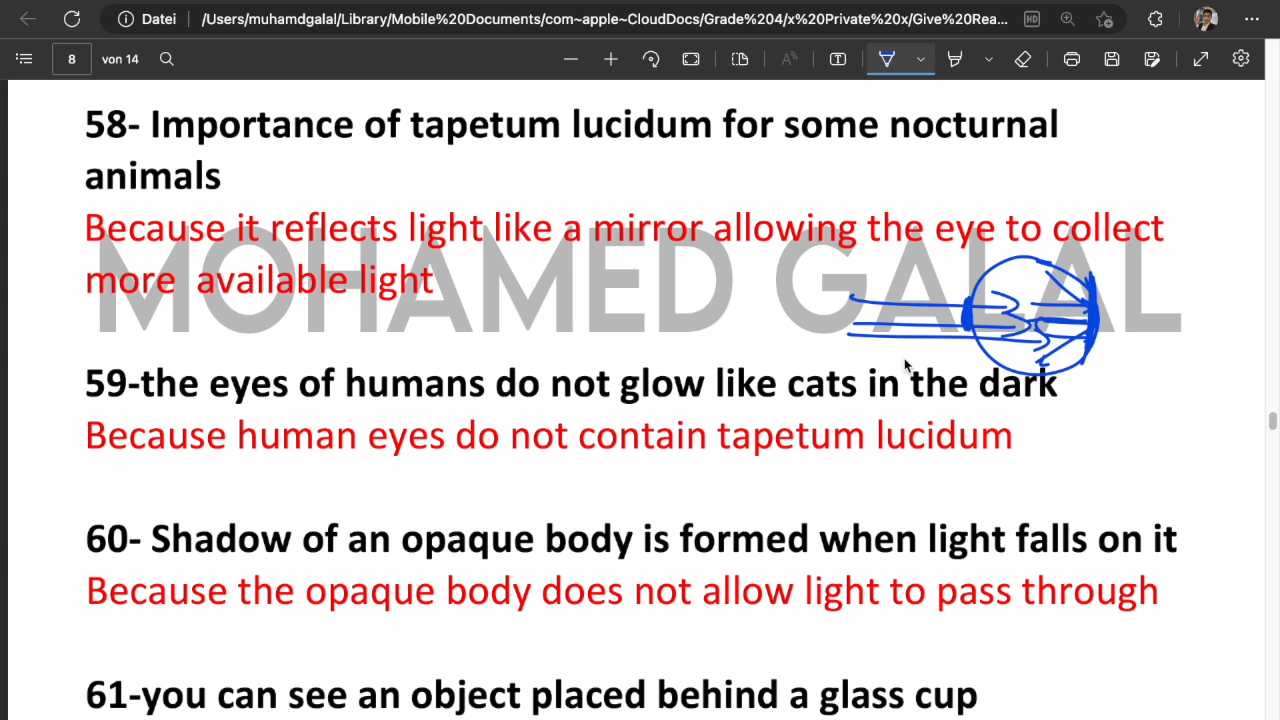 Datei
/Users/muhamdgalal/Library/Mobile%20Documents/com~apple~CloudDocs/Grade%204/x%20Private%20x/Give%20Rea...
HD
8 von 14
58- Importance of tapetum lucidum for some nocturnal
animals
Because it reflects light like a mirror allowing the eye to collect
more available light
MOHAMED GALAL
59-the eyes of humans do not glow like cats in the dark
Because human eyes do not contain tapetum lucidum
60- Shadow of an opaque body is formed when light falls on it
Because the opaque body does not allow light to pass through
61-you can see an object placed behind a glass cup